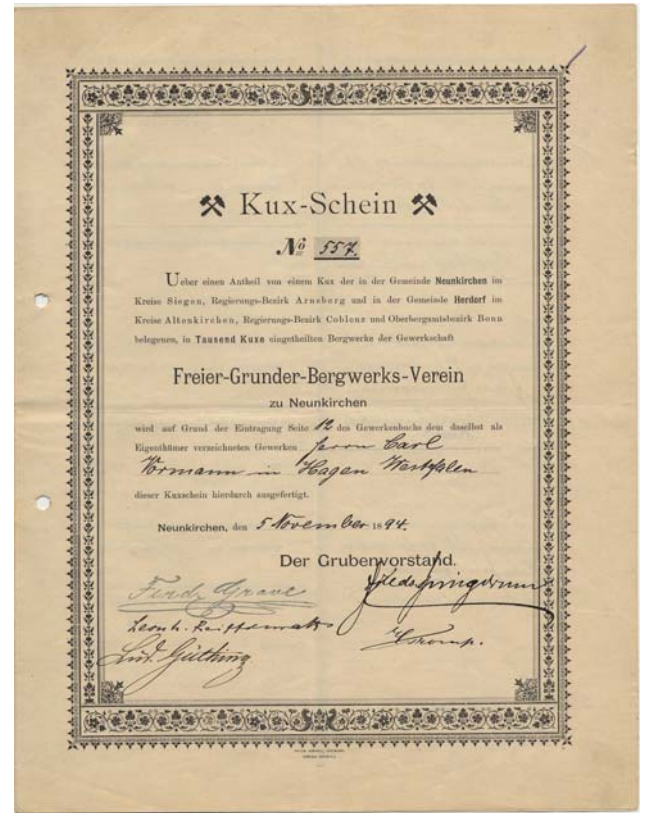 Kux-Schein
No 557.
Ueber einen Antheil von einem Kux der in der Gemeinde Neunkirchen im
Kreise Siegen, Regierungs-Bezirk Arnsberg und in der Gemeinde Herdorf im
Kreise Altenkirchen, Regierungs-Bezirk Coblenz und Oberbergamtsbezirk Bonn
belegenen, in Tausend Kuxe eingetheilten Bergwerke der Gewerkschaft
Freier-Grunder-Bergwerks-Verein
zu Neunkirchen
wird auf Grund der Eintragung Seite 12 des Gewerkenbuchs dem daselbst als
Eigenthümer verzeichneten Gewerken Herrn Carl
Vormann in Hagen Westfalen
dieser Kuxschein hierdurch ausgefertigt.
Neunkirchen, den 5 November 1894.
Der Grubenvorstand.
Ferd. Grave
Leonh.
Lud. Güthing